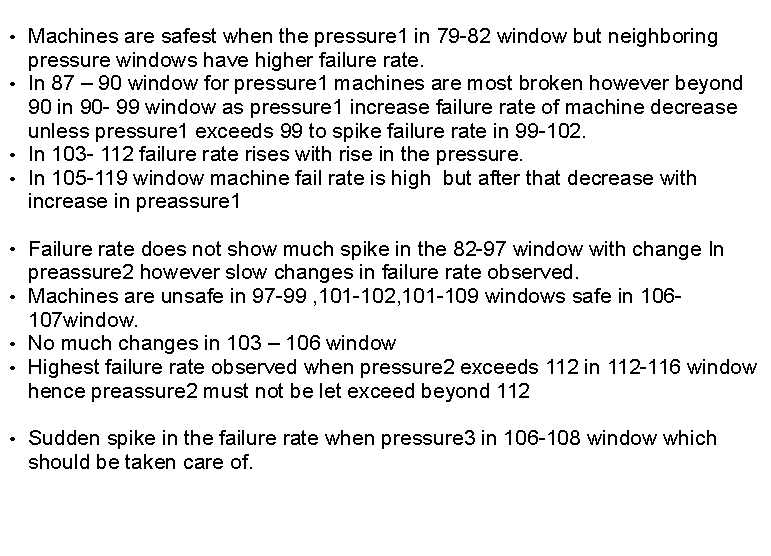 • Machines are safest when the pressure1 in 79-82 window but neighboring
pressure windows have higher failure rate.
• In 87 – 90 window for pressure1 machines are most broken however beyond
90 in 90- 99 window as pressure1 increase failure rate of machine decrease
unless pressure1 exceeds 99 to spike failure rate in 99-102.
• In 103- 112 failure rate rises with rise in the pressure.
• In 105-119 window machine fail rate is high  but after that decrease with
increase in preassure1
• Failure rate does not show much spike in the 82-97 window with change In
preassure2 however slow changes in failure rate observed.
• Machines are unsafe in 97-99 ,101-102,101-109 windows safe in 106-
107window.
• No much changes in 103 – 106 window
• Highest failure rate observed when pressure2 exceeds 112 in 112-116 window
hence preassure2 must not be let exceed beyond 112
• Sudden spike in the failure rate when pressure3 in 106-108 window which
should be taken care of.